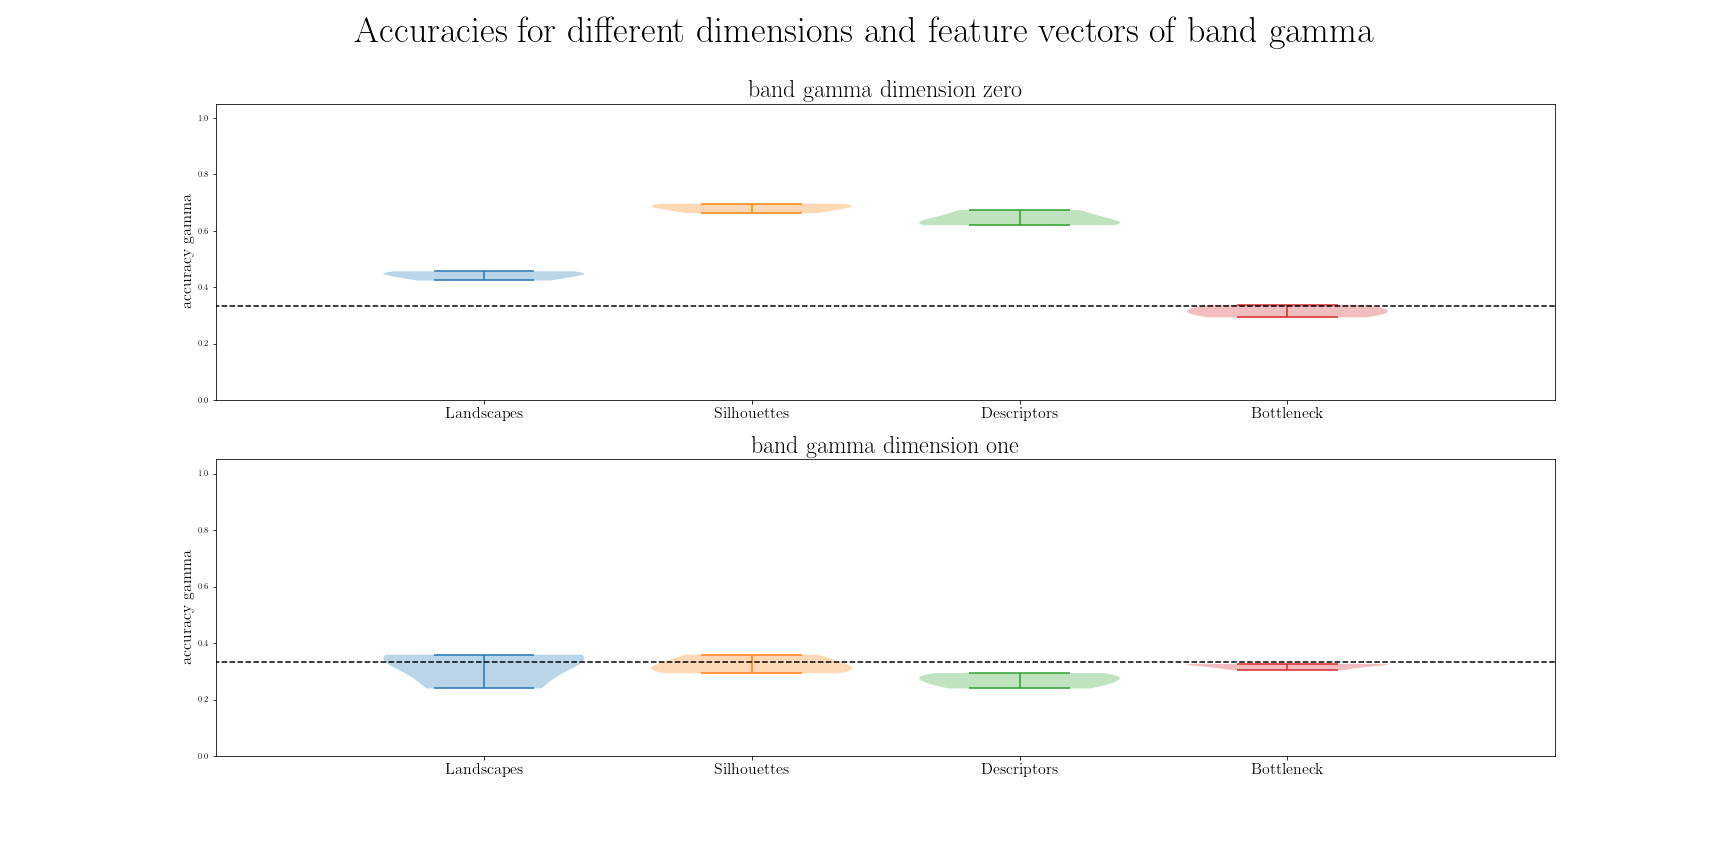 Accuracies for different dimensions and feature vectors of band gamma
band gamma dimension zero
1.0
0.8
0.6
0.4
0.2
0.0
accuracy gamma
Landscapes Silhouettes Descriptors Bottleneck
band gamma dimension one
1.0
0.8
0.6
0.4
0.2
0.0
accuracy gamma
Landscapes Silhouettes Descriptors Bottleneck